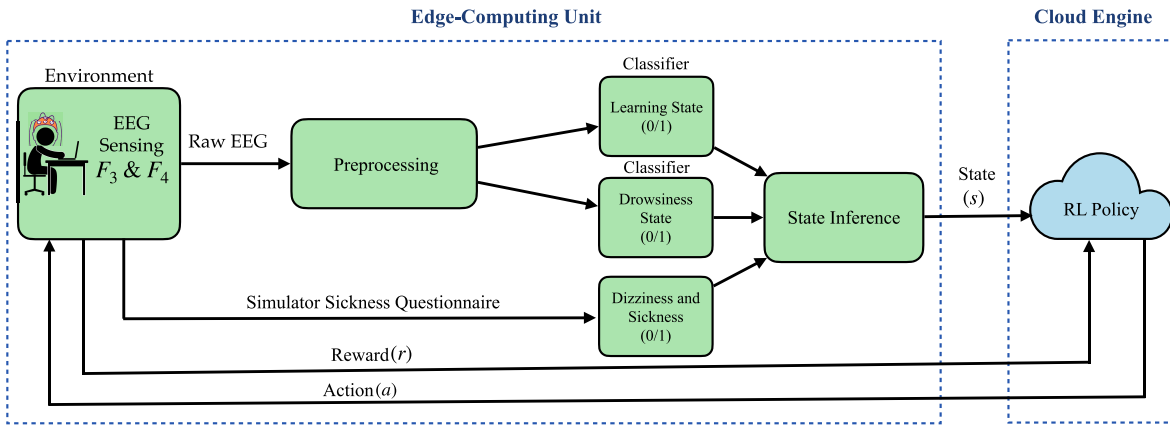 Edge-Computing Unit
Cloud Engine
Environment
EEG
Sensing
F3 & F4
Raw EEG
Preprocessing
Classifier
Learning State
(0/1)
Classifier
Drowsiness
State
(0/1)
Dizziness and
Sickness
(0/1)
State Inference
State
(s)
RL Policy
Simulator Sickness Questionnaire
Reward(r)
Action(a)